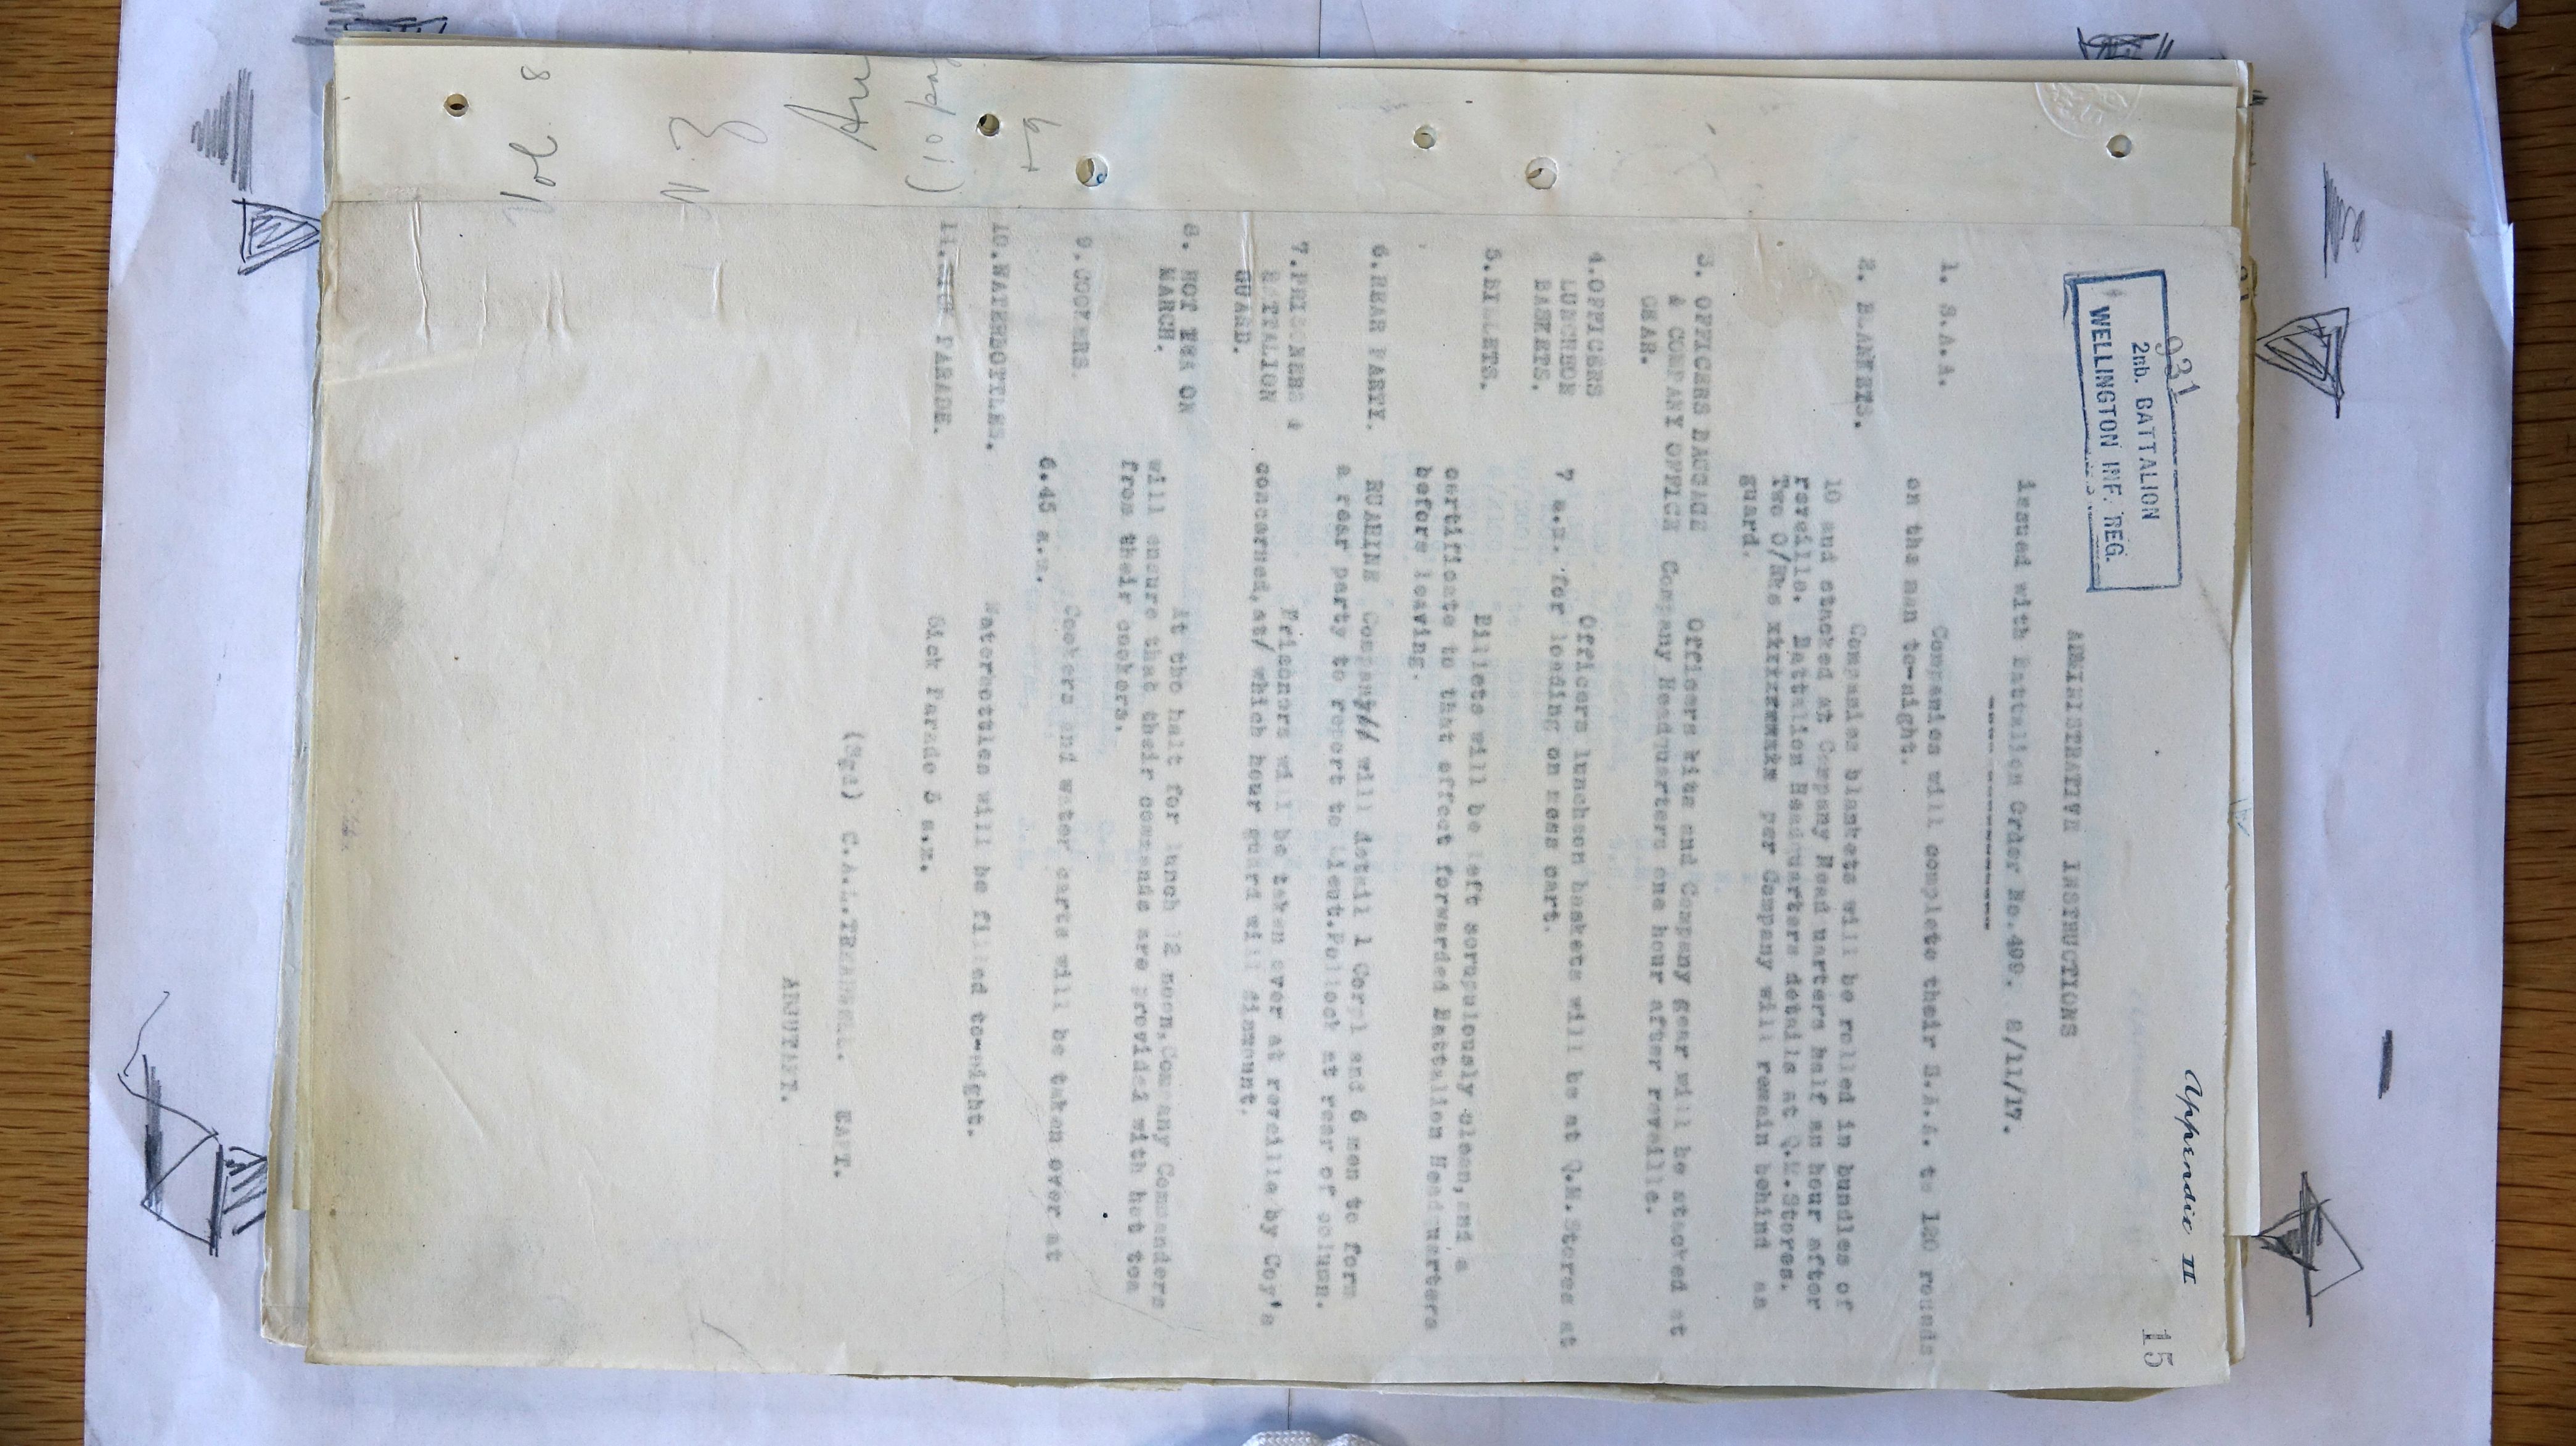 Appendix II
15
931
2nd. BATTALION
WELLINGTON INF. REG.
ADMINISTRATIVE INSTRUCTIONS
issued with Battalion Order No.499. 8/11/17.
1. S.A.A. Companies will complete their S.A.A. to 120 rounds
on the man to-night.
2. BLANKETS. Companies blankets will be rolled in bundles of
10 and stacked at Company Headquarters half an hour after
reveille. Battalion Headquarters details at Q.M.Stores.
Two O/Rks per Company will remain behind as
guard.
3. OFFICERS BAGGAGE Officers kits and Company gear will be stacked at
& COMPANY OFFICE Company Headquarters one hour after reveille.
GEAR.
4.OFFICERS Officers luncheon baskets will be at Q.M.Stores at
LUNCHEON 7 a.m. for loading on mess cart.
BASKETS.
5.BILLETS. Billets will be left scrupulously clean, and a
certificate to that effect forwarded Battalion Headquarters
before leaving.
6.REAR PARTY. RUAHINE Company/// will detail 1 Corpl and 6 men to form
a rear party to report to Lieut.Pollock at rear of column.
7.PRISONERS & Prisoners will be taken over at reveille by Coy's
BATTALION concerned,at/ which hour guard will dismount.
GUARD.
8. HOT TEA ON At the halt for lunch 12 noon,Company Commanders
MARCH. will ensure that their commands are provided with hot tea
from their cookers.
9.COOKERS. Cookers and water carts will be taken over at
6.45 a.m.
10.WATERBOTTLES. Waterbottles will be filled to-night.
11.SICK PARADE. Sick Parade 6 a.m.
(Sgd) C.A.L.TREADWELL. CAPT.
ADJUTANT.
Vol 8
N.Z